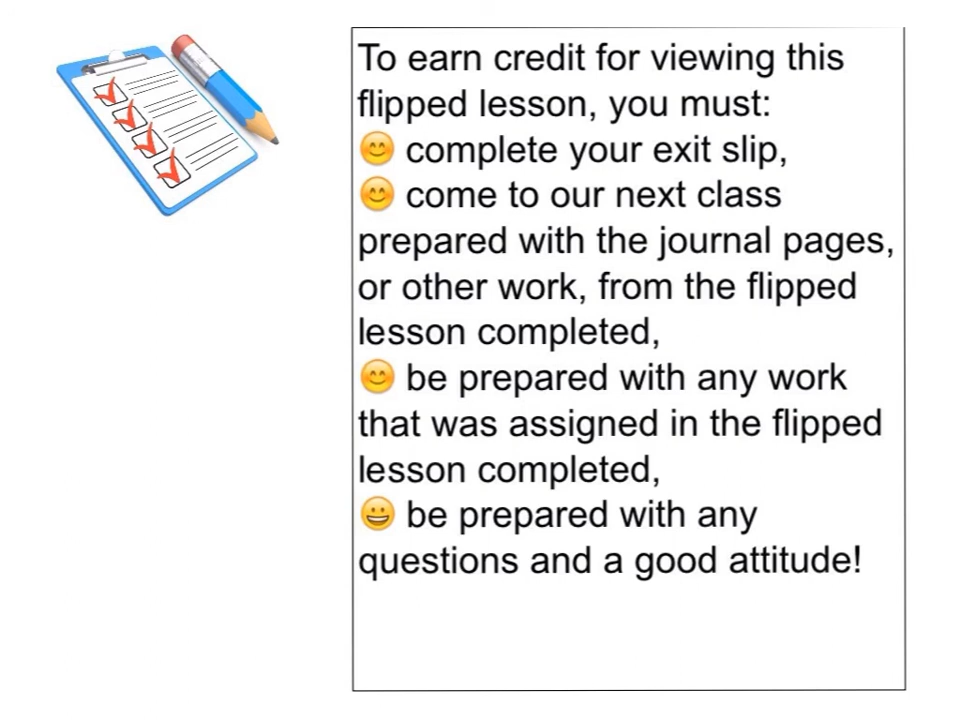 To earn credit for viewing this
flipped lesson, you must:
😊 complete your exit slip,
😊 come to our next class
prepared with the journal pages,
or other work, from the flipped
lesson completed,
😊 be prepared with any work
that was assigned in the flipped
lesson completed,
😀 be prepared with any
questions and a good attitude!